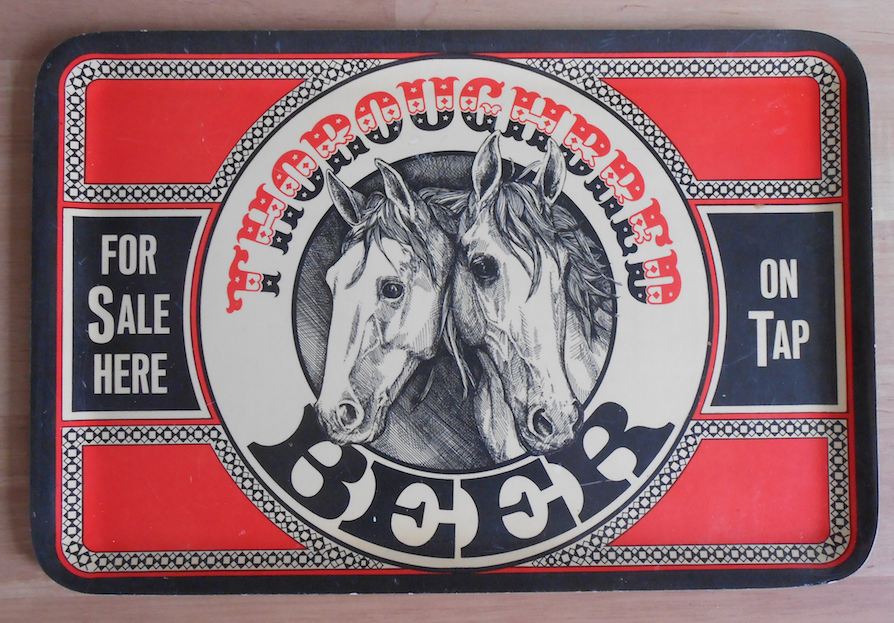 THOROUGHBRED
BEER
FOR
SALE
HERE
ON
TAP